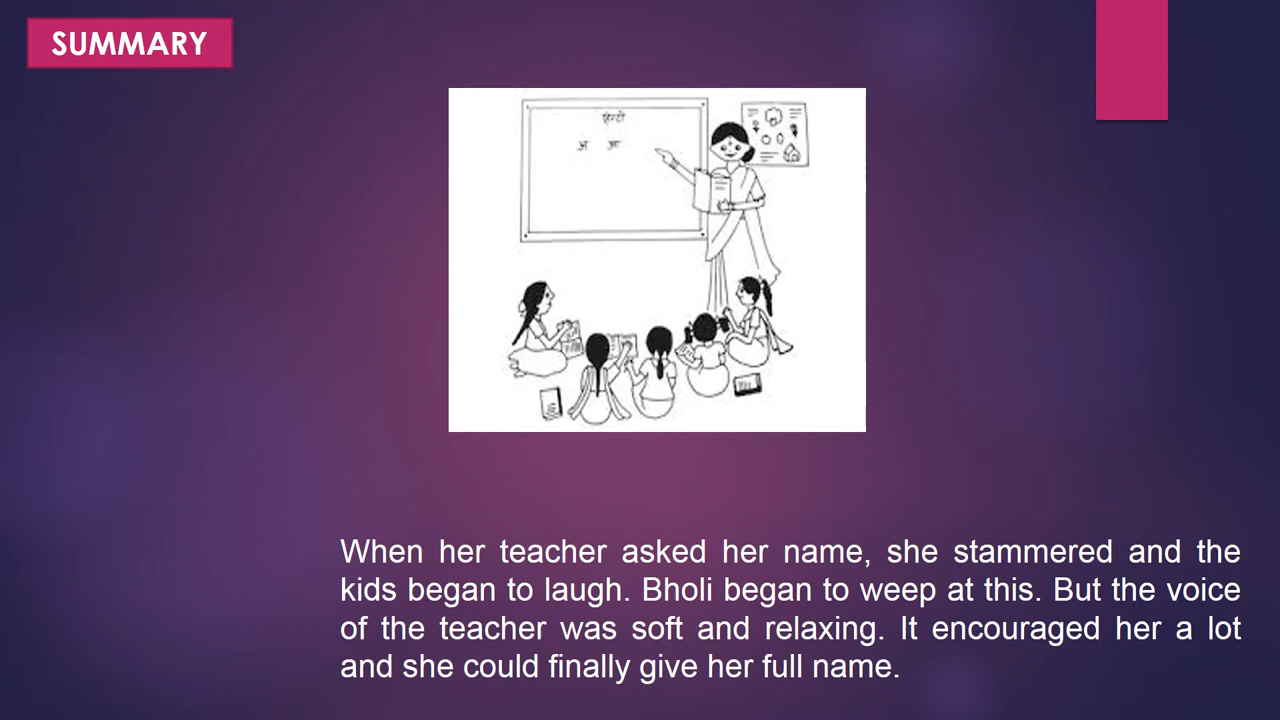 SUMMARY
हिन्दी
अ आ
When her teacher asked her name, she stammered and the
kids began to laugh. Bholi began to weep at this. But the voice
of the teacher was soft and relaxing. It encouraged her a lot
and she could finally give her full name.